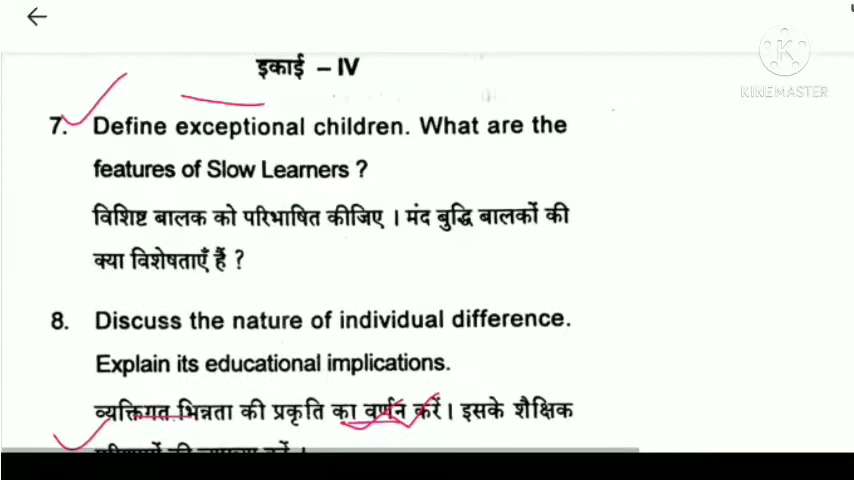 KINEMASTER
इकाई – IV
7. Define exceptional children. What are the
features of Slow Learners ?
विशिष्ट बालक को परिभाषित कीजिए । मंद बुद्धि बालकों की
क्या विशेषताएँ हैं ?
8. Discuss the nature of individual difference.
Explain its educational implications.
व्यक्तिगत भिन्नता की प्रकृति का वर्णन करें। इसके शैक्षिक